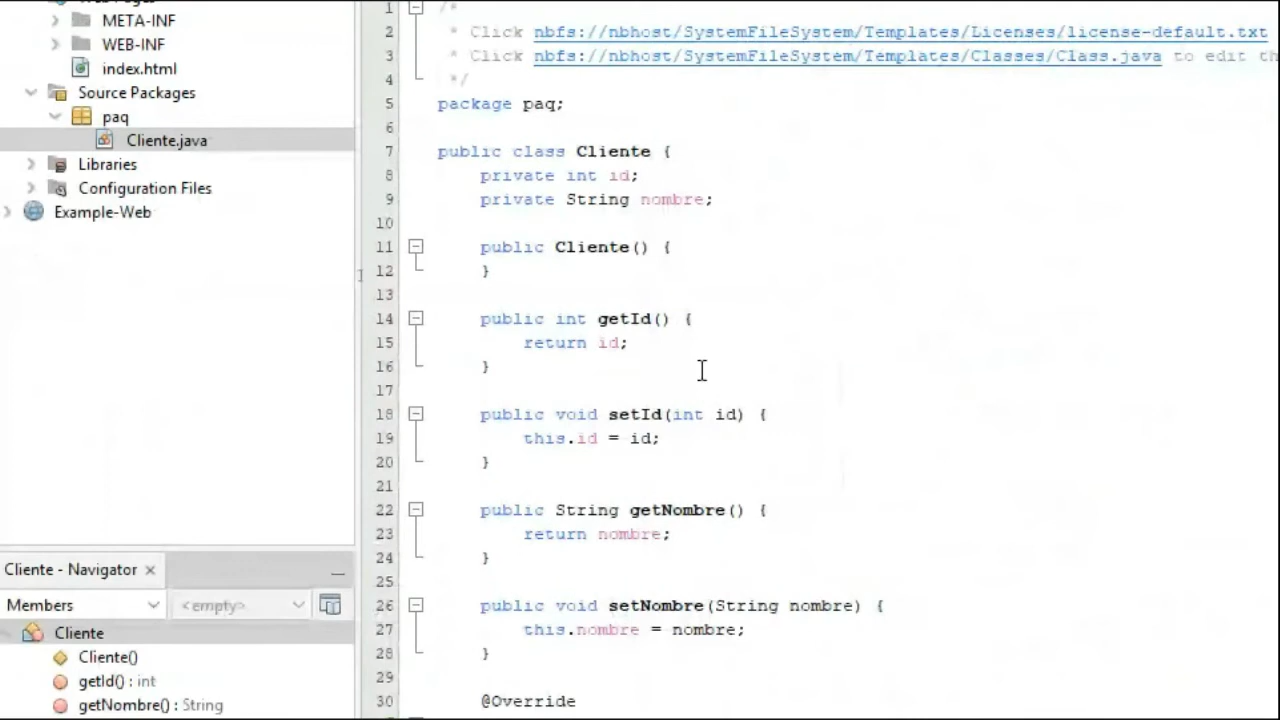 META-INF
WEB-INF
index.html
Source Packages
paq
Cliente.java
Libraries
Configuration Files
Example-Web
Cliente - Navigator ×
Members
<empty>
Cliente
Cliente()
getId() : int
getNombre() : String
1 /*
2 * Click nbfs://nbhost/SystemFileSystem/Templates/Licenses/license-default.txt
3 * Click nbfs://nbhost/SystemFileSystem/Templates/Classes/Class.java to edit th
4 */
5 package paq;
6
7 public class Cliente {
8 private int id;
9 private String nombre;
10
11 public Cliente() {
12 }
13
14 public int getId() {
15 return id;
16 }
17
18 public void setId(int id) {
19 this.id = id;
20 }
21
22 public String getNombre() {
23 return nombre;
24 }
25
26 public void setNombre(String nombre) {
27 this.nombre = nombre;
28 }
29
30 @Override